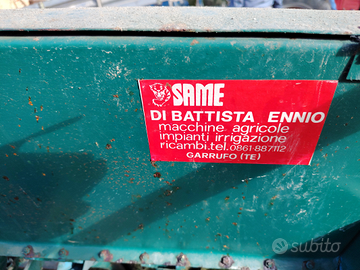 SAME
DI BATTISTA ENNIO
macchine agricole
impianti irrigazione
ricambi.tel.0861-887112
GARRUFO (TE)
subito